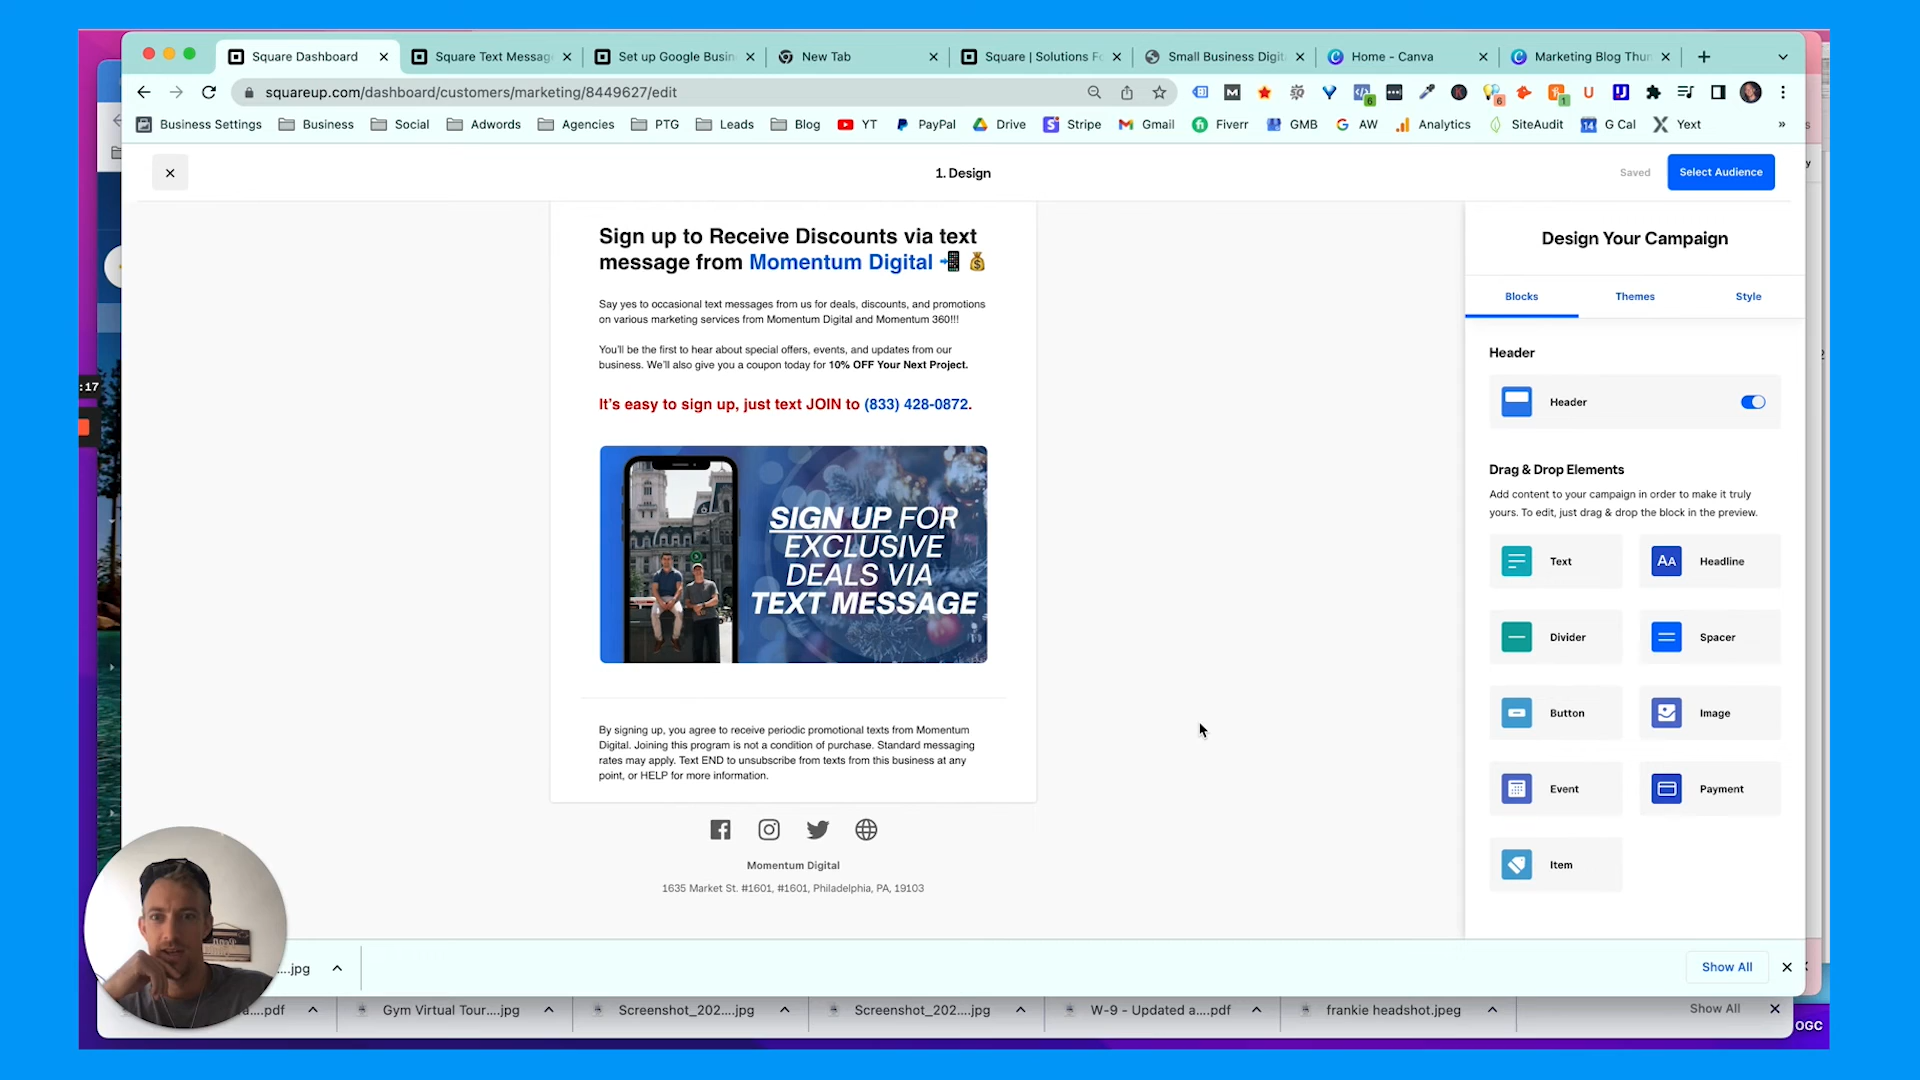 Square Dashboard
Square Text Messag
Set up Google Busin
New Tab
Square | Solutions Fo
Small Business Digit
Home - Canva
Marketing Blog Thun
squareup.com/dashboard/customers/marketing/8449627/edit
Business Settings
Business
Social
Adwords
Agencies
PTG
Leads
Blog
YT
PayPal
Drive
Stripe
Gmail
Fiverr
GMB
AW
Analytics
SiteAudit
G Cal
Yext
»
1. Design
Saved
Select Audience
Sign up to Receive Discounts via text
message from Momentum Digital 📲 💰
Say yes to occasional text messages from us for deals, discounts, and promotions
on various marketing services from Momentum Digital and Momentum 360!!!
You'll be the first to hear about special offers, events, and updates from our
business. We'll also give you a coupon today for 10% OFF Your Next Project.
It's easy to sign up, just text JOIN to (833) 428-0872.
SIGN UP FOR
EXCLUSIVE
DEALS VIA
TEXT MESSAGE
By signing up, you agree to receive periodic promotional texts from Momentum
Digital. Joining this program is not a condition of purchase. Standard messaging
rates may apply. Text END to unsubscribe from texts from this business at any
point, or HELP for more information.
Momentum Digital
1635 Market St. #1601, #1601, Philadelphia, PA, 19103
Design Your Campaign
Blocks
Themes
Style
Header
Header
Drag & Drop Elements
Add content to your campaign in order to make it truly
yours. To edit, just drag & drop the block in the preview.
Text
AA
Headline
Divider
Spacer
Button
Image
Event
Payment
Item
:17
....jpg
Show All
a....pdf
Gym Virtual Tour....jpg
Screenshot_202....jpg
Screenshot_202....jpg
W-9 - Updated a....pdf
frankie headshot.jpeg
Show All
OGC